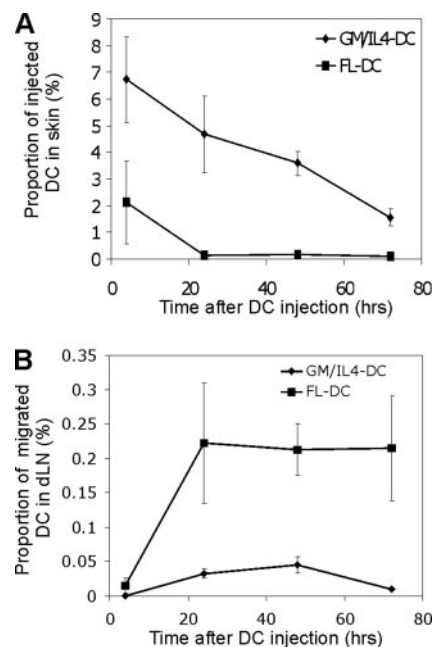 A
Proportion of injected
DC in skin (%)
9
8
7
6
5
4
3
2
1
0
GM/IL4-DC
FL-DC
0 20 40 60 80
Time after DC injection (hrs)
B
Proportion of migrated
DC in dLN (%)
0.35
0.3
0.25
0.2
0.15
0.1
0.05
0
GM/IL4-DC
FL-DC
0 20 40 60 80
Time after DC injection (hrs)